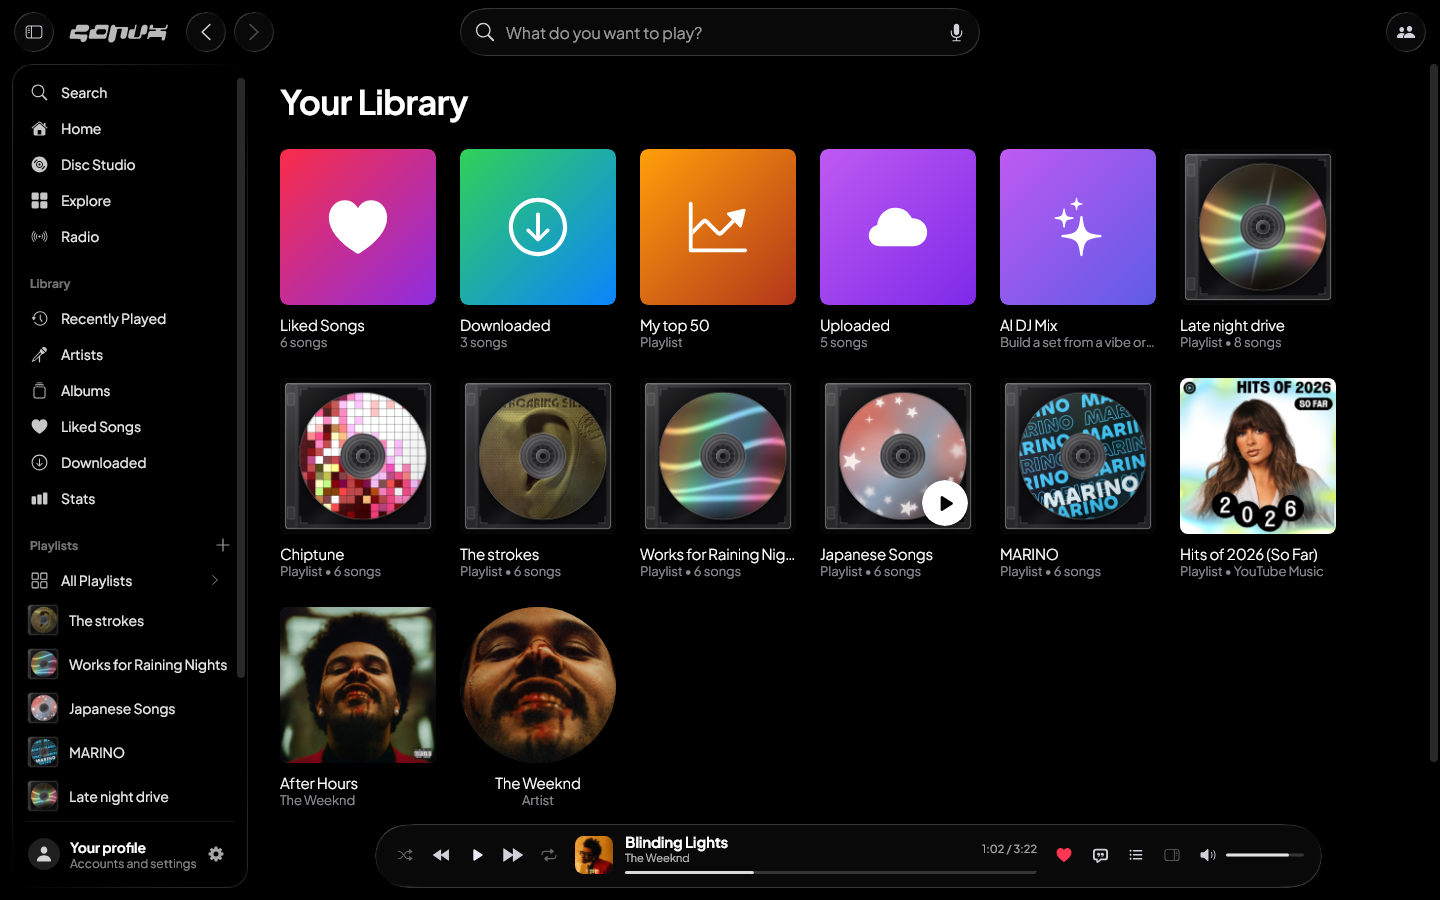 What do you want to play?
Search
Home
Disc Studio
Explore
Radio
Library
Recently Played
Artists
Albums
Liked Songs
Downloaded
Stats
Playlists
All Playlists
The strokes
Works for Raining Nights
Japanese Songs
MARINO
Late night drive
Your profile
Accounts and settings
Your Library
Liked Songs
6 songs
Downloaded
3 songs
My top 50
Playlist
Uploaded
5 songs
AI DJ Mix
Build a set from a vibe or...
Late night drive
Playlist • 8 songs
Chiptune
Playlist • 6 songs
The strokes
Playlist • 6 songs
Works for Raining Nig...
Playlist • 6 songs
Japanese Songs
Playlist • 6 songs
MARINO
MARINO
Playlist • 6 songs
HITS OF 2026
SO FAR
2026
Hits of 2026 (So Far)
Playlist • YouTube Music
After Hours
The Weeknd
The Weeknd
Artist
Blinding Lights
The Weeknd
1:02 / 3:22